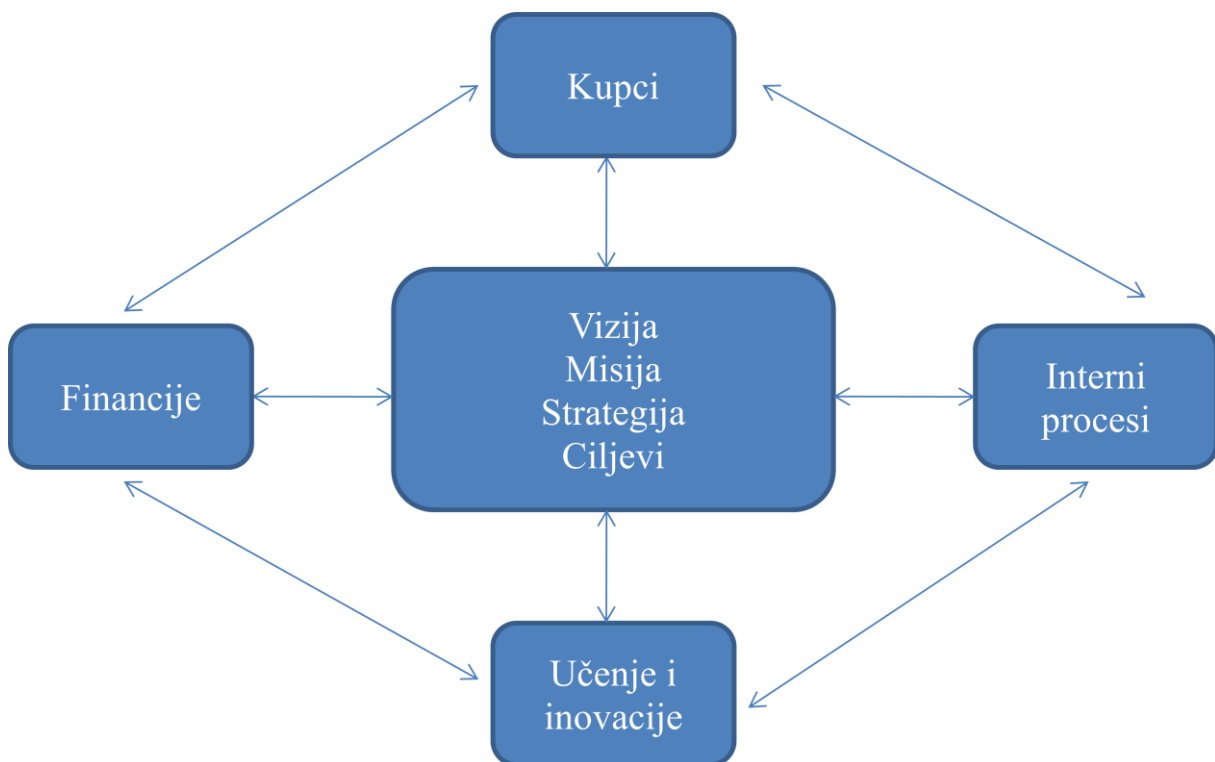 Kupci
Financije
Vizija
Misija
Strategija
Ciljevi
Interni
procesi
Učenje i
inovacije